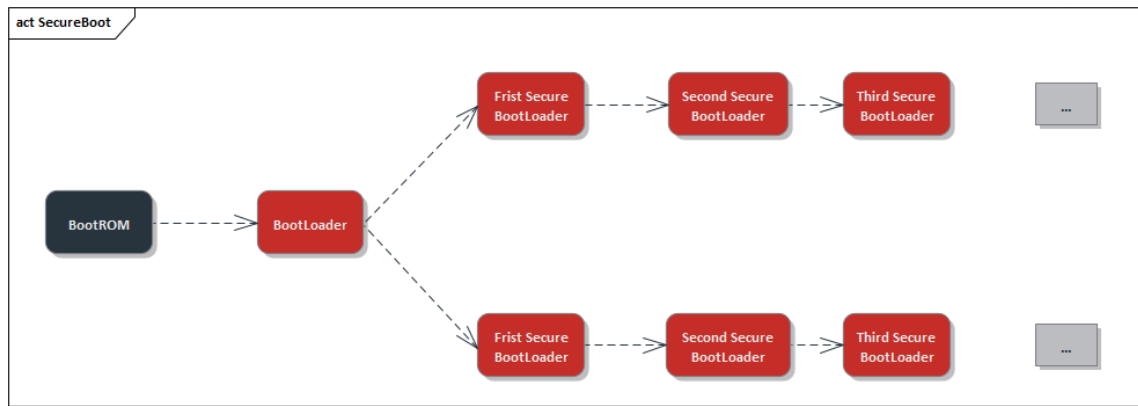 act SecureBoot
Frist Secure
BootLoader
Second Secure
BootLoader
Third Secure
BootLoader
...
BootROM
BootLoader
Frist Secure
BootLoader
Second Secure
BootLoader
Third Secure
BootLoader
...